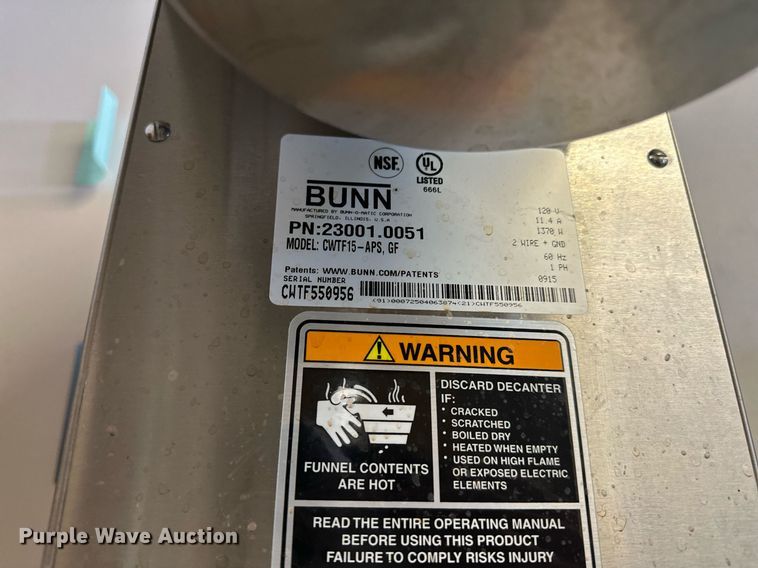 NSF.
UL
LISTED
666L
BUNN
MANUFACTURED BY BUNN-O-MATIC CORPORATION
SPRINGFIELD, ILLINOIS, U.S.A
PN:23001.0051
MODEL: CWTF15-APS, GF
120 V
11.4 A
1370 W
2 WIRE + GND
60 Hz
1 PH
0915
Patents: WWW.BUNN.COM/PATENTS
SERIAL NUMBER
CWTF550956
(01)00072504063874(21)CWTF550956
WARNING
FUNNEL CONTENTS
ARE HOT
DISCARD DECANTER
IF:
• CRACKED
• SCRATCHED
• BOILED DRY
• HEATED WHEN EMPTY
• USED ON HIGH FLAME
OR EXPOSED ELECTRIC
ELEMENTS
READ THE ENTIRE OPERATING MANUAL
BEFORE USING THIS PRODUCT
FAILURE TO COMPLY RISKS INJURY
Purple Wave Auction